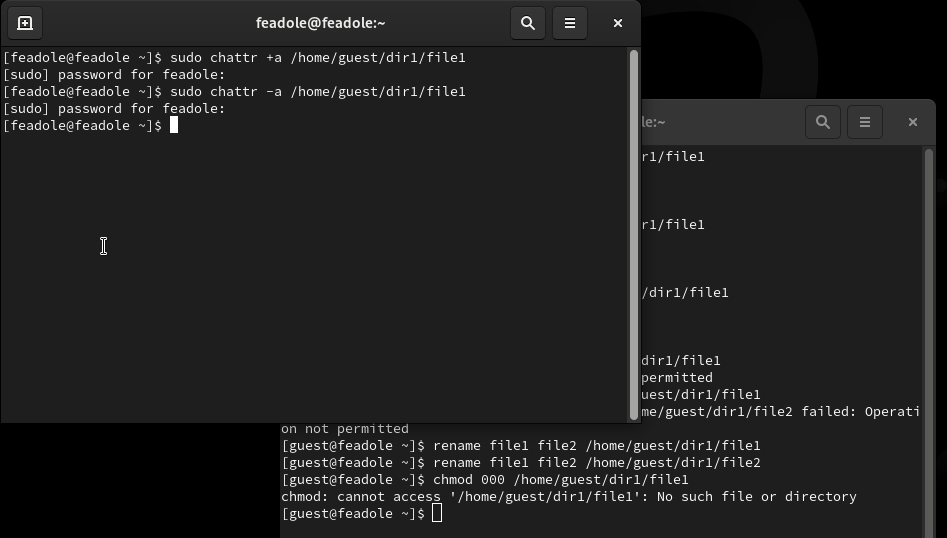 feadole@feadole:~
[feadole@feadole ~]$ sudo chattr +a /home/guest/dir1/file1
[sudo] password for feadole:
[feadole@feadole ~]$ sudo chattr -a /home/guest/dir1/file1
[sudo] password for feadole:
[feadole@feadole ~]$
le:~
r1/file1
r1/file1
/dir1/file1
dir1/file1
permitted
uest/dir1/file1
me/guest/dir1/file2 failed: Operati
on not permitted
[guest@feadole ~]$ rename file1 file2 /home/guest/dir1/file1
[guest@feadole ~]$ rename file1 file2 /home/guest/dir1/file2
[guest@feadole ~]$ chmod 000 /home/guest/dir1/file1
chmod: cannot access '/home/guest/dir1/file1': No such file or directory
[guest@feadole ~]$